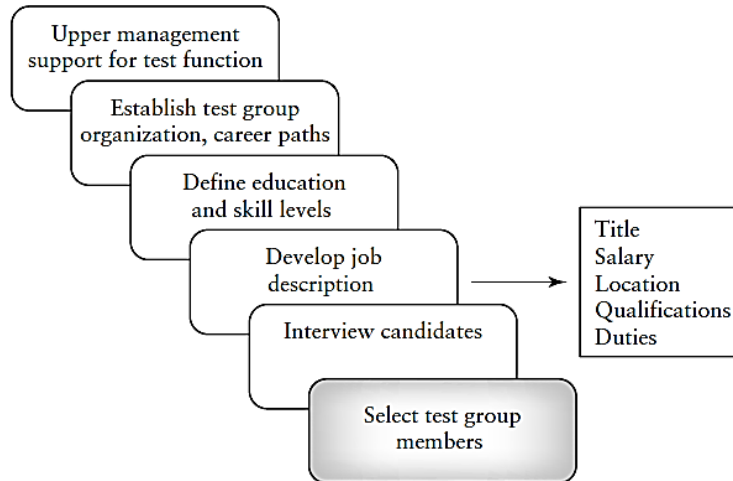 Upper management
support for test function
Establish test group
organization, career paths
Define education
and skill levels
Develop job
description
Title
Salary
Location
Qualifications
Duties
Interview candidates
Select test group
members